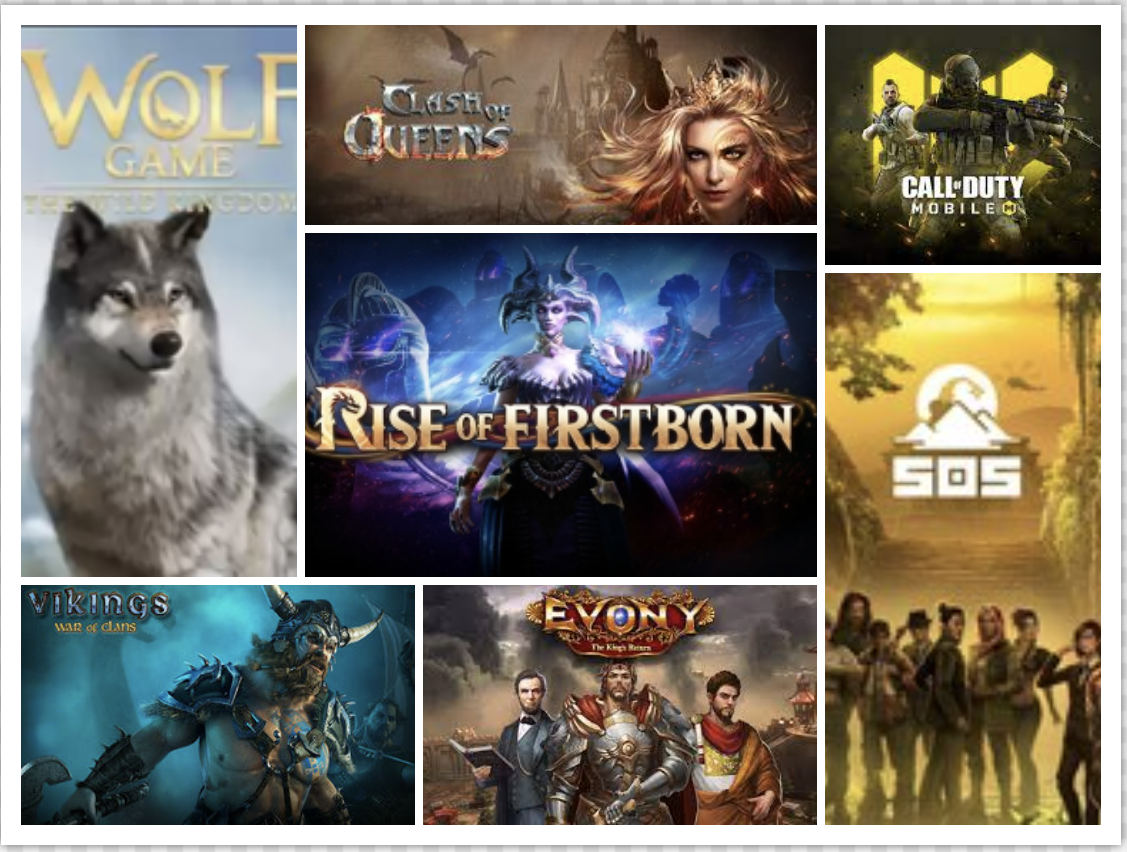 WOLF
GAME
THE WILD KINGDOM
CLASH OF
QUEENS
CALL OF DUTY
MOBILE
RISE OF FIRSTBORN
SOS
VIKINGS
WAR OF CLANS
EVONY
The King's Return